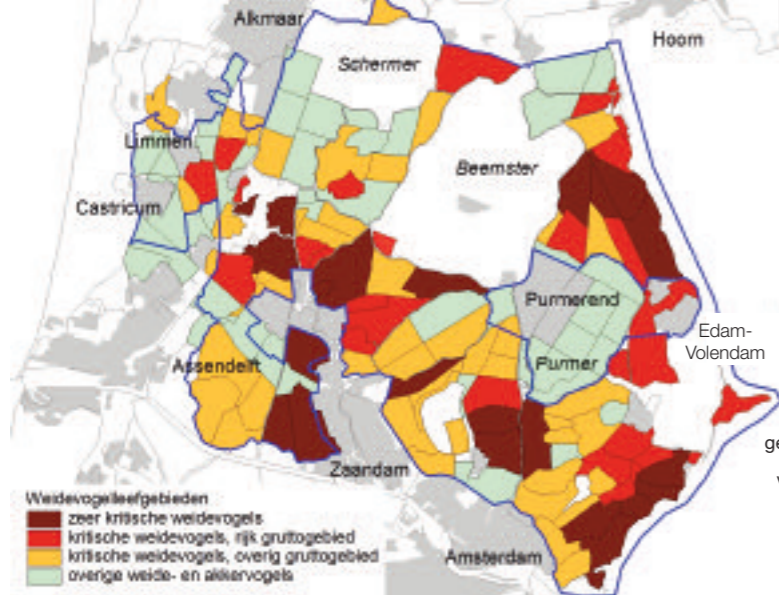 Alkmaar
Hoorn
Schermer
Limmen
Beemster
Castricum
Purmerend
Edam-
Volendam
Assendelft
Purmer
Zaandam
Weidevogelleefgebieden
zeer kritische weidevogels
kritische weidevogels, rijk gruttogebied
kritische weidevogels, overig gruttogebied
overige weide- en akkervogels
Amsterdam